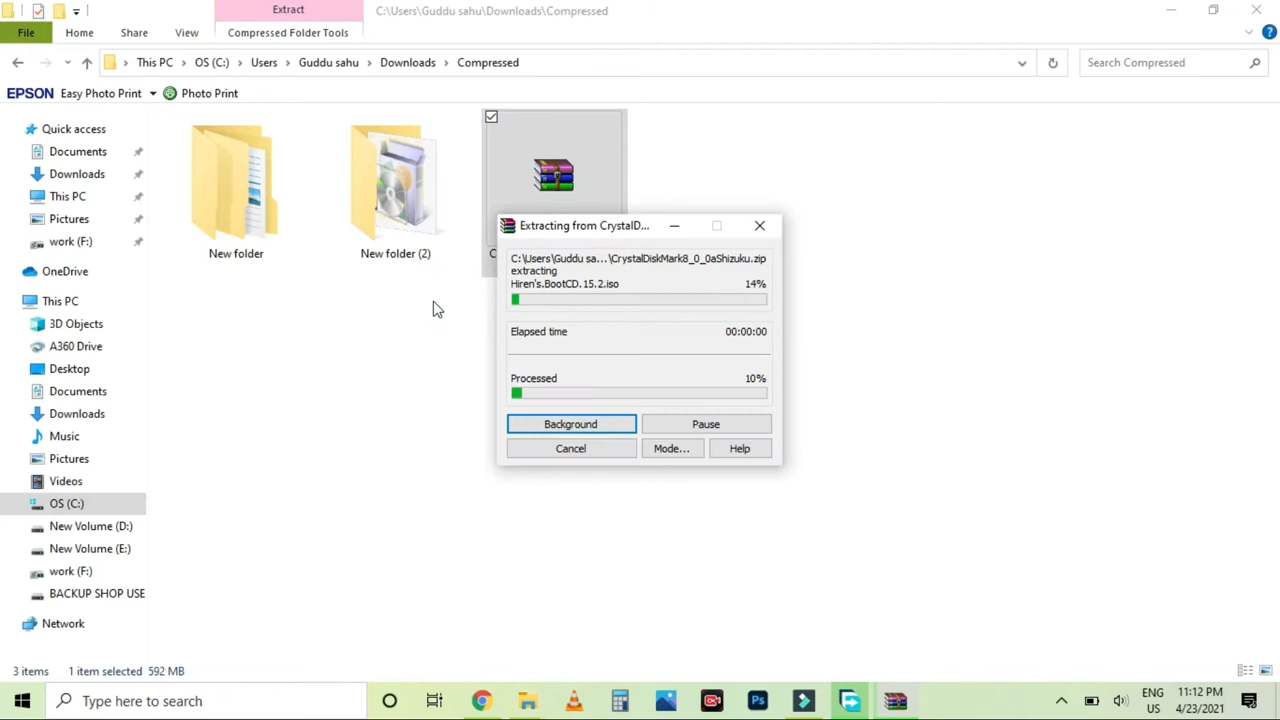 Extract
C:\Users\Guddu sahu\Downloads\Compressed
File
Home
Share
View
Compressed Folder Tools
This PC
OS (C:)
Users
Guddu sahu
Downloads
Compressed
Search Compressed
EPSON Easy Photo Print
Photo Print
Quick access
Documents
Downloads
This PC
Pictures
work (F:)
OneDrive
This PC
3D Objects
A360 Drive
Desktop
Documents
Downloads
Music
Pictures
Videos
OS (C:)
New Volume (D:)
New Volume (E:)
work (F:)
BACKUP SHOP USE
Network
New folder
New folder (2)
C
Extracting from CrystalD...
C:\Users\Guddu sa...\CrystalDiskMark8_0_0aShizuku.zip
extracting
Hiren's.BootCD.15.2.iso 14%
Elapsed time 00:00:00
Processed 10%
Background
Pause
Cancel
Mode...
Help
3 items
1 item selected 592 MB
Type here to search
Ps
ENG
US
11:12 PM
4/23/2021